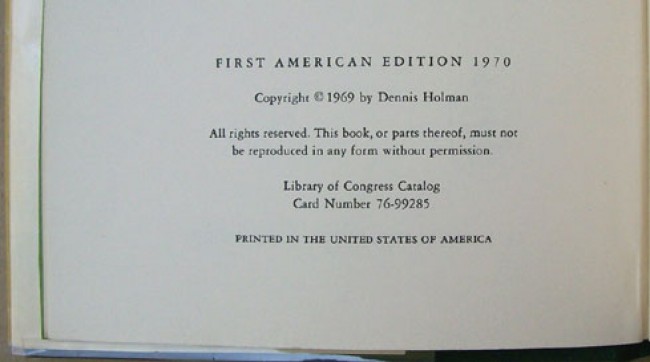 FIRST AMERICAN EDITION 1970
Copyright © 1969 by Dennis Holman
All rights reserved. This book, or parts thereof, must not
be reproduced in any form without permission.
Library of Congress Catalog
Card Number 76-99285
PRINTED IN THE UNITED STATES OF AMERICA